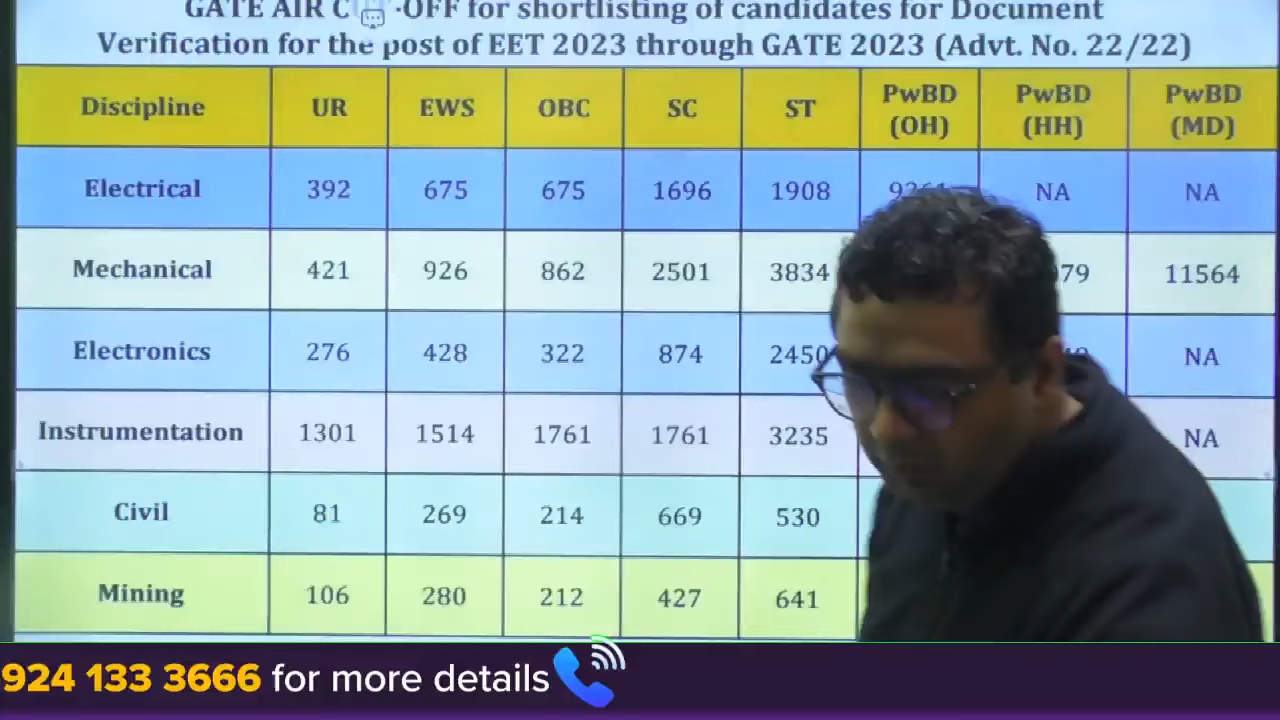 GATE AIR C -OFF for shortlisting of candidates for Document
Verification for the post of EET 2023 through GATE 2023 (Advt. No. 22/22)
Discipline UR EWS OBC SC ST PwBD (OH) PwBD (HH) PwBD (MD)
Electrical 392 675 675 1696 1908 NA NA
Mechanical 421 926 862 2501 3834 79 11564
Electronics 276 428 322 874 2450 NA
Instrumentation 1301 1514 1761 1761 3235 NA
Civil 81 269 214 669 530
Mining 106 280 212 427 641
924 133 3666 for more details